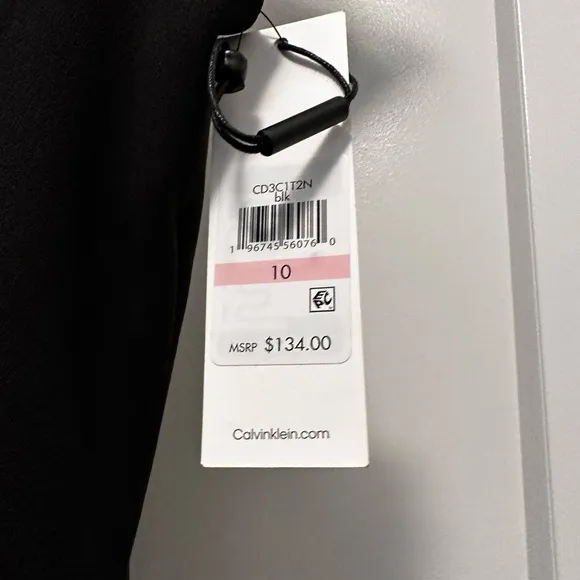 CD3C1T2N
blk
1 96745 56076 0
10
MSRP $134.00
Calvinklein.com